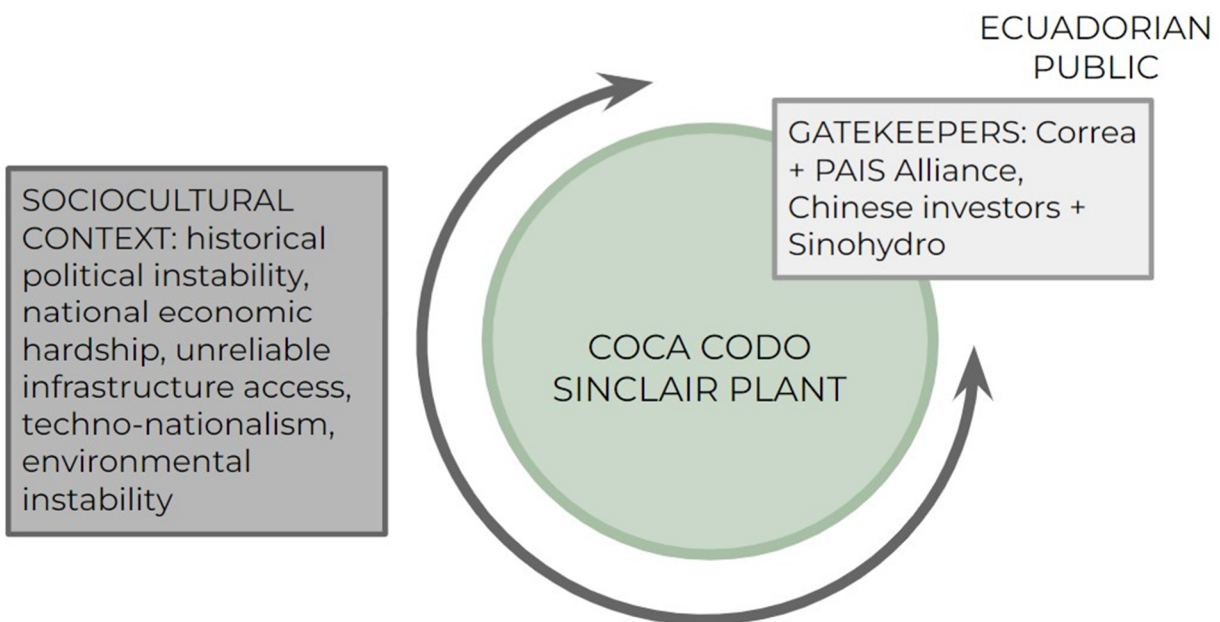 ECUADORIAN
PUBLIC
GATEKEEPERS: Correa
+ PAIS Alliance,
Chinese investors +
Sinohydro
SOCIOCULTURAL
CONTEXT: historical
political instability,
national economic
hardship, unreliable
infrastructure access,
techno-nationalism,
environmental
instability
COCA CODO
SINCLAIR PLANT